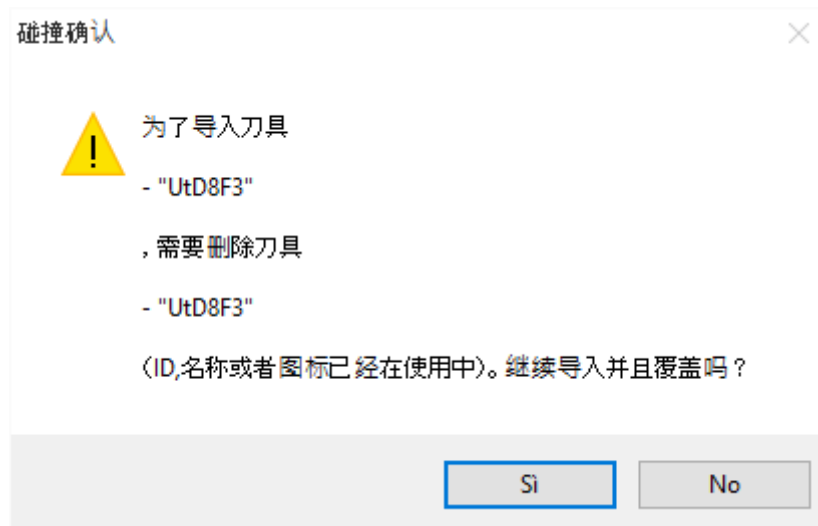 碰撞确认
为了导入刀具
- "UtD8F3"
，需要删除刀具
- "UtD8F3"
（ID,名称或者图标已经在使用中）。继续导入并且覆盖吗？
Sì
No